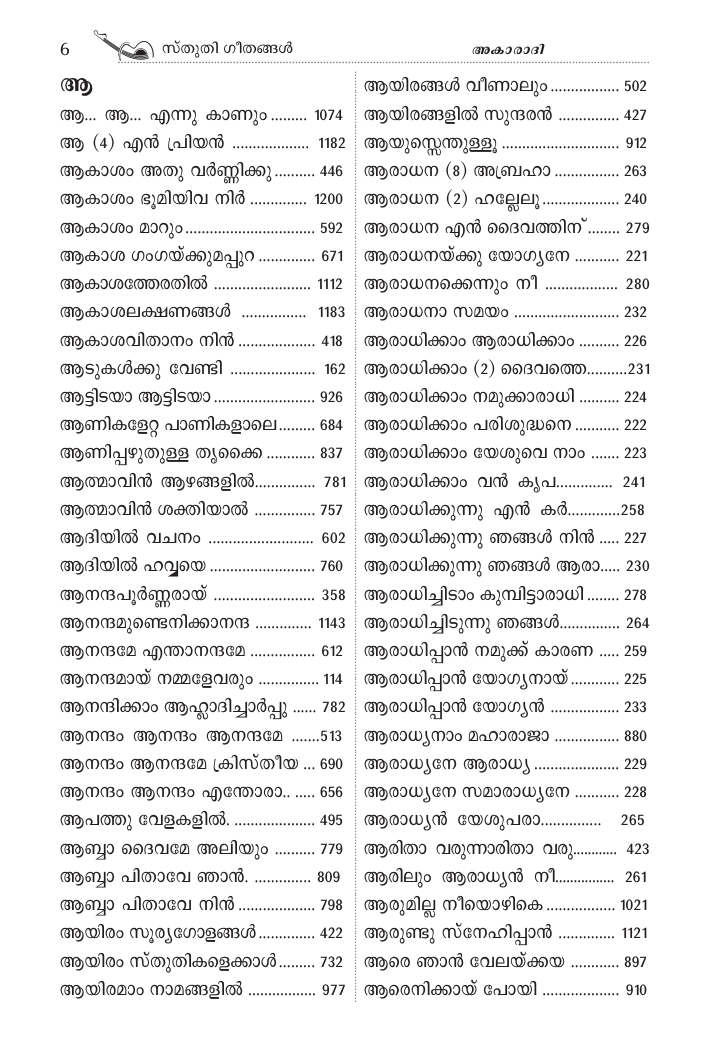 6 സ്തുതി ഗീതങ്ങൾ അകാരാദി
ആ
ആ... ആ... എന്നു കാണും ......... 1074
ആ (4) എൻ പ്രിയൻ ................... 1182
ആകാശം അതു വർണ്ണിക്കു .......... 446
ആകാശം ഭൂമിയിവ നിൻ .............. 1200
ആകാശം മാറും ................................ 592
ആകാശ ഗംഗയ്ക്കുമപ്പുറ .............. 671
ആകാശത്തേരതിൽ ........................ 1112
ആകാശലക്ഷണങ്ങൾ ................ 1183
ആകാശവിതാനം നിൻ ................... 418
ആടുകൾക്കു വേണ്ടി ..................... 162
ആട്ടിടയാ ആട്ടിടയാ ......................... 926
ആണികളേറ്റ പാണികളാലെ ......... 684
ആണിപ്പഴുതുള്ള തൃക്കൈ ............ 837
ആത്മാവിൻ ആഴങ്ങളിൽ............... 781
ആത്മാവിൻ ശക്തിയാൽ ............... 757
ആദിയിൽ വചനം .......................... 602
ആദിയിൽ ഹവ്വയെ .......................... 760
ആനന്ദപൂർണ്ണരായ് ......................... 358
ആനന്ദമുണ്ടെനിക്കാനന്ദ .............. 1143
ആനന്ദമേ എന്താനന്ദമേ ................ 612
ആനന്ദമായ് നമ്മളേവരും ............... 114
ആനന്ദിക്കാം ആഹ്ലാദിച്ചാർപ്പു ...... 782
ആനന്ദം ആനന്ദം ആനന്ദമേ .......513
ആനന്ദം ആനന്ദമേ ക്രിസ്തീയ ... 690
ആനന്ദം ആനന്ദം എന്തോരാ.. ..... 656
ആപത്തു വേളകളിൽ. .................... 495
ആബ്ബാ ദൈവമേ അലിയും .......... 779
ആബ്ബാ പിതാവേ ഞാൻ. .............. 809
ആബ്ബാ പിതാവേ നിൻ ................... 798
ആയിരം സൂര്യഗോളങ്ങൾ .............. 422
ആയിരം സ്തുതികളെക്കാൾ ......... 732
ആയിരമാം നാമങ്ങളിൽ ................. 977
ആയിരങ്ങൾ വീണാലും ................. 502
ആയിരങ്ങളിൽ സുന്ദരൻ ............... 427
ആയുസ്സെന്തുള്ളൂ ............................. 912
ആരാധന (8) അബ്രഹാ ................ 263
ആരാധന (2) ഹല്ലേലൂ ................... 240
ആരാധന എൻ ദൈവത്തിന് ........ 279
ആരാധനയ്ക്കു യോഗ്യനേ ........... 221
ആരാധനക്കെന്നും നീ .................. 280
ആരാധനാ സമയം .......................... 232
ആരാധിക്കാം ആരാധിക്കാം .......... 226
ആരാധിക്കാം (2) ദൈവത്തെ..........231
ആരാധിക്കാം നമുക്കാരാധി .......... 224
ആരാധിക്കാം പരിശുദ്ധനെ ........... 222
ആരാധിക്കാം യേശുവെ നാം ....... 223
ആരാധിക്കാം വൻ കൃപ............. 241
ആരാധിക്കുന്നു എൻ കർ.............258
ആരാധിക്കുന്നു ഞങ്ങൾ നിൻ ..... 227
ആരാധിക്കുന്നു ഞങ്ങൾ ആരാ..... 230
ആരാധിച്ചിടാം കുമ്പിട്ടാരാധി ........ 278
ആരാധിച്ചിടുന്നു ഞങ്ങൾ............... 264
ആരാധിപ്പാൻ നമുക്ക് കാരണ ..... 259
ആരാധിപ്പാൻ യോഗ്യനായ് ............ 225
ആരാധിപ്പാൻ യോഗ്യൻ ................. 233
ആരാധ്യനാം മഹാരാജാ ................ 880
ആരാധ്യനേ ആരാധ്യ ..................... 229
ആരാധ്യനേ സമാരാധ്യനേ ........... 228
ആരാധ്യൻ യേശുപരാ............... 265
ആരിതാ വരുന്നാരിതാ വരു............ 423
ആരിലും ആരാധ്യൻ നീ................ 261
ആരുമില്ല നീയൊഴികെ ................. 1021
ആരുണ്ടു സ്നേഹിപ്പാൻ .............. 1121
ആരെ ഞാൻ വേലയ്ക്കയ ............ 897
ആരെനിക്കായ് പോയി ................... 910